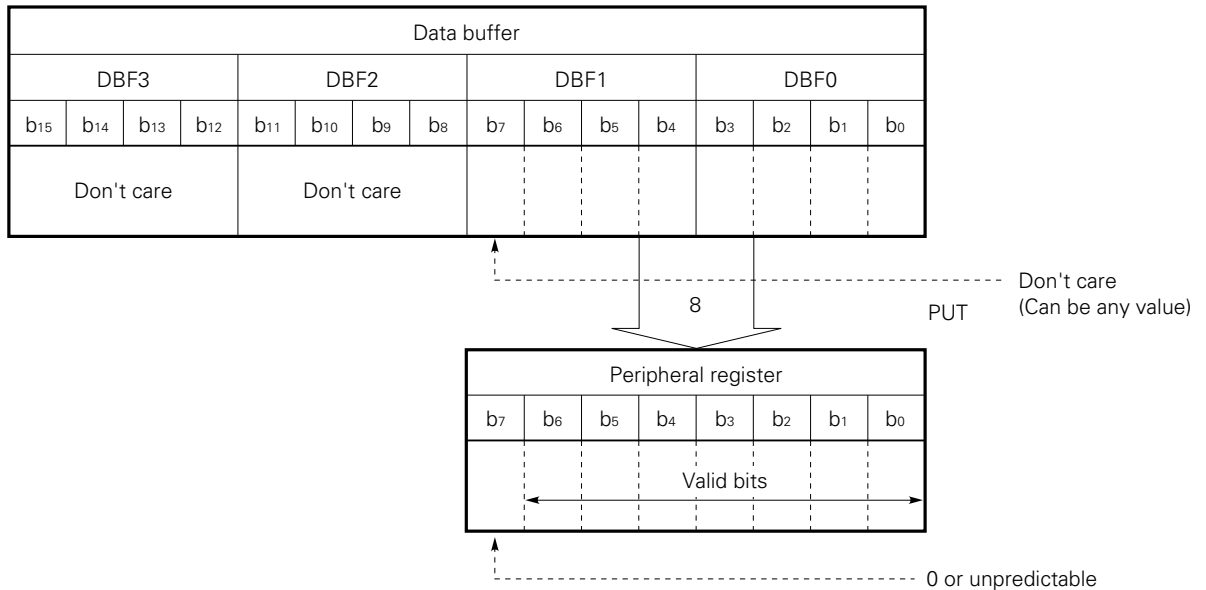 Data buffer
DBF3 DBF2 DBF1 DBF0
b15 b14 b13 b12 b11 b10 b9 b8 b7 b6 b5 b4 b3 b2 b1 b0
Don't care Don't care
Don't care
(Can be any value)
8
PUT
Peripheral register
b7 b6 b5 b4 b3 b2 b1 b0
Valid bits
0 or unpredictable